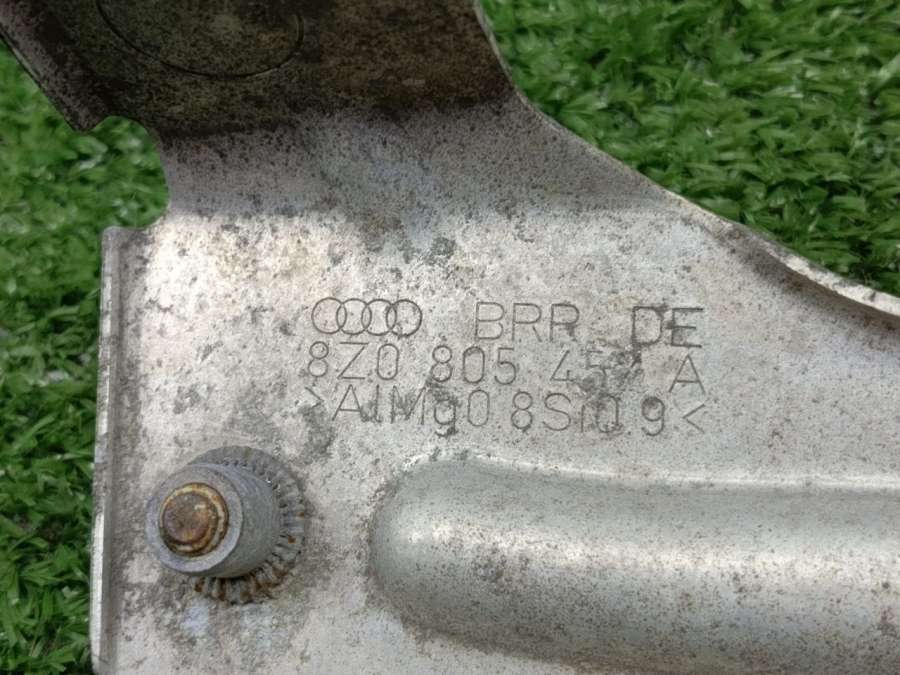 BRR DE
8Z0 805 A
>AlMg0.8Si0.9<